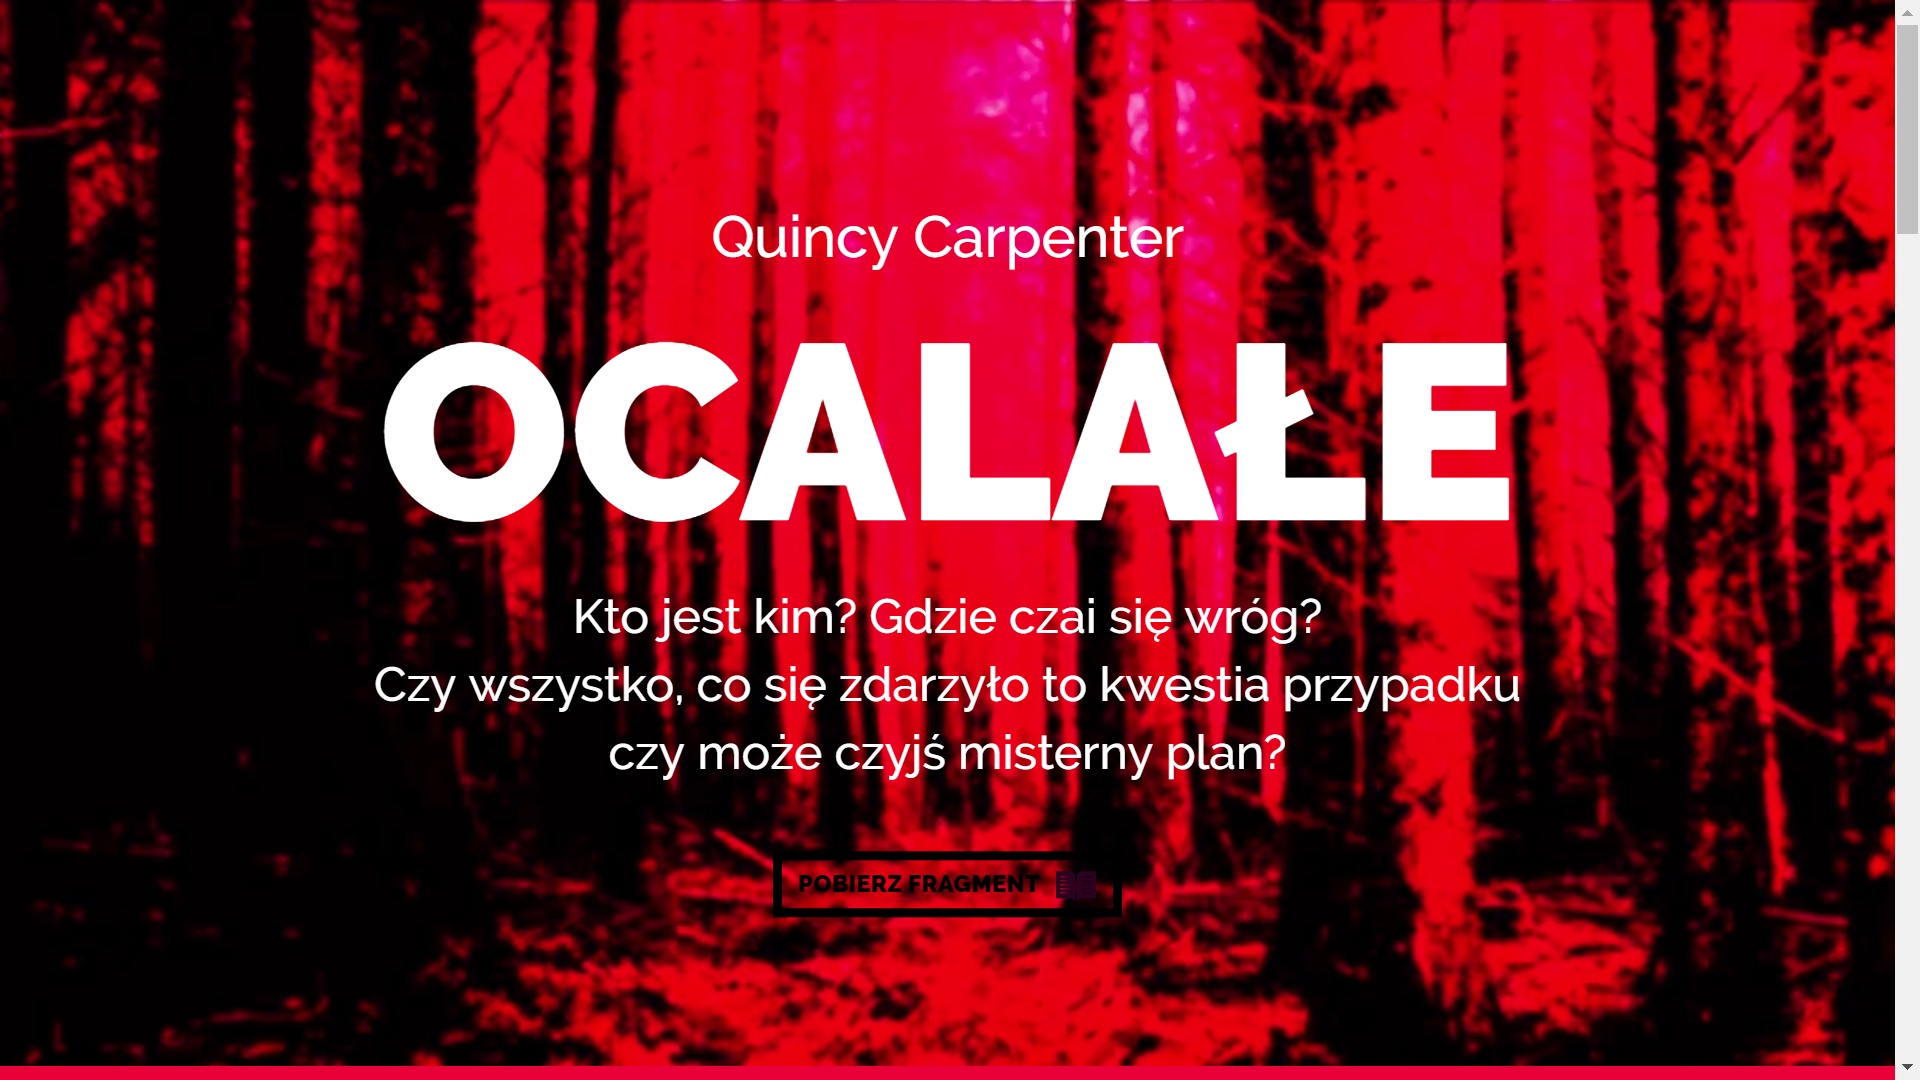 Quincy Carpenter
OCALAŁE
Kto jest kim? Gdzie czai się wróg?
Czy wszystko, co się zdarzyło to kwestia przypadku
czy może czyjś misterny plan?
POBIERZ FRAGMENT